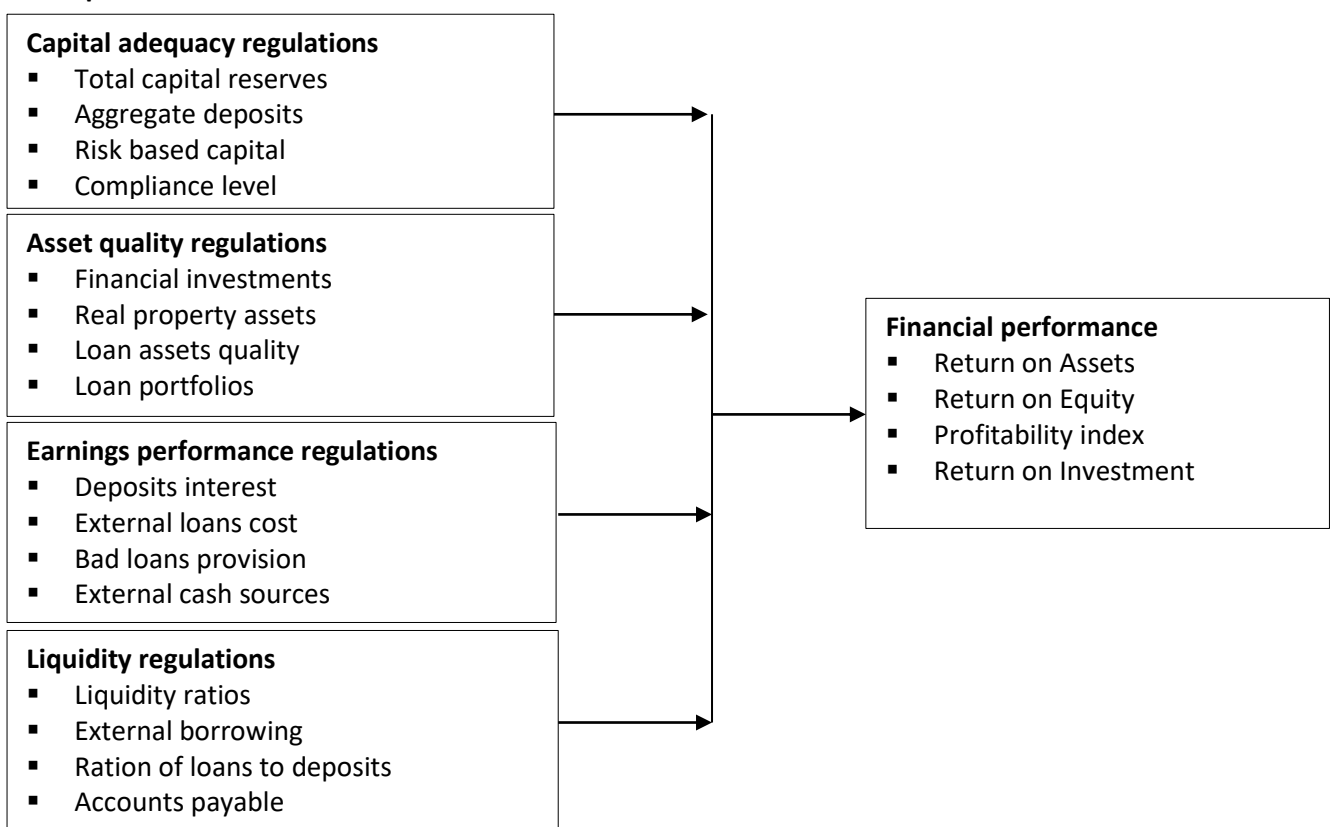 Capital adequacy regulations
▪ Total capital reserves
▪ Aggregate deposits
▪ Risk based capital
▪ Compliance level
Asset quality regulations
▪ Financial investments
▪ Real property assets
▪ Loan assets quality
▪ Loan portfolios
Earnings performance regulations
▪ Deposits interest
▪ External loans cost
▪ Bad loans provision
▪ External cash sources
Liquidity regulations
▪ Liquidity ratios
▪ External borrowing
▪ Ration of loans to deposits
▪ Accounts payable
Financial performance
▪ Return on Assets
▪ Return on Equity
▪ Profitability index
▪ Return on Investment